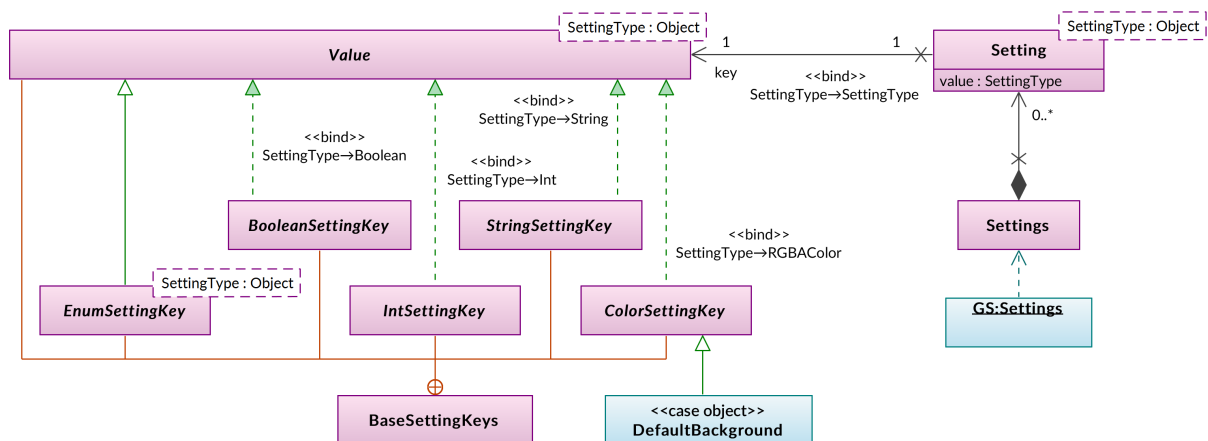 SettingType : Object
SettingType : Object
Value
1
1
Setting
key
<<bind>>
SettingType→SettingType
value : SettingType
<<bind>>
SettingType→String
0..*
<<bind>>
SettingType→Boolean
<<bind>>
SettingType→Int
BooleanSettingKey
StringSettingKey
Settings
<<bind>>
SettingType→RGBAColor
SettingType : Object
EnumSettingKey
IntSettingKey
ColorSettingKey
GS:Settings
BaseSettingKeys
<<case object>>
DefaultBackground